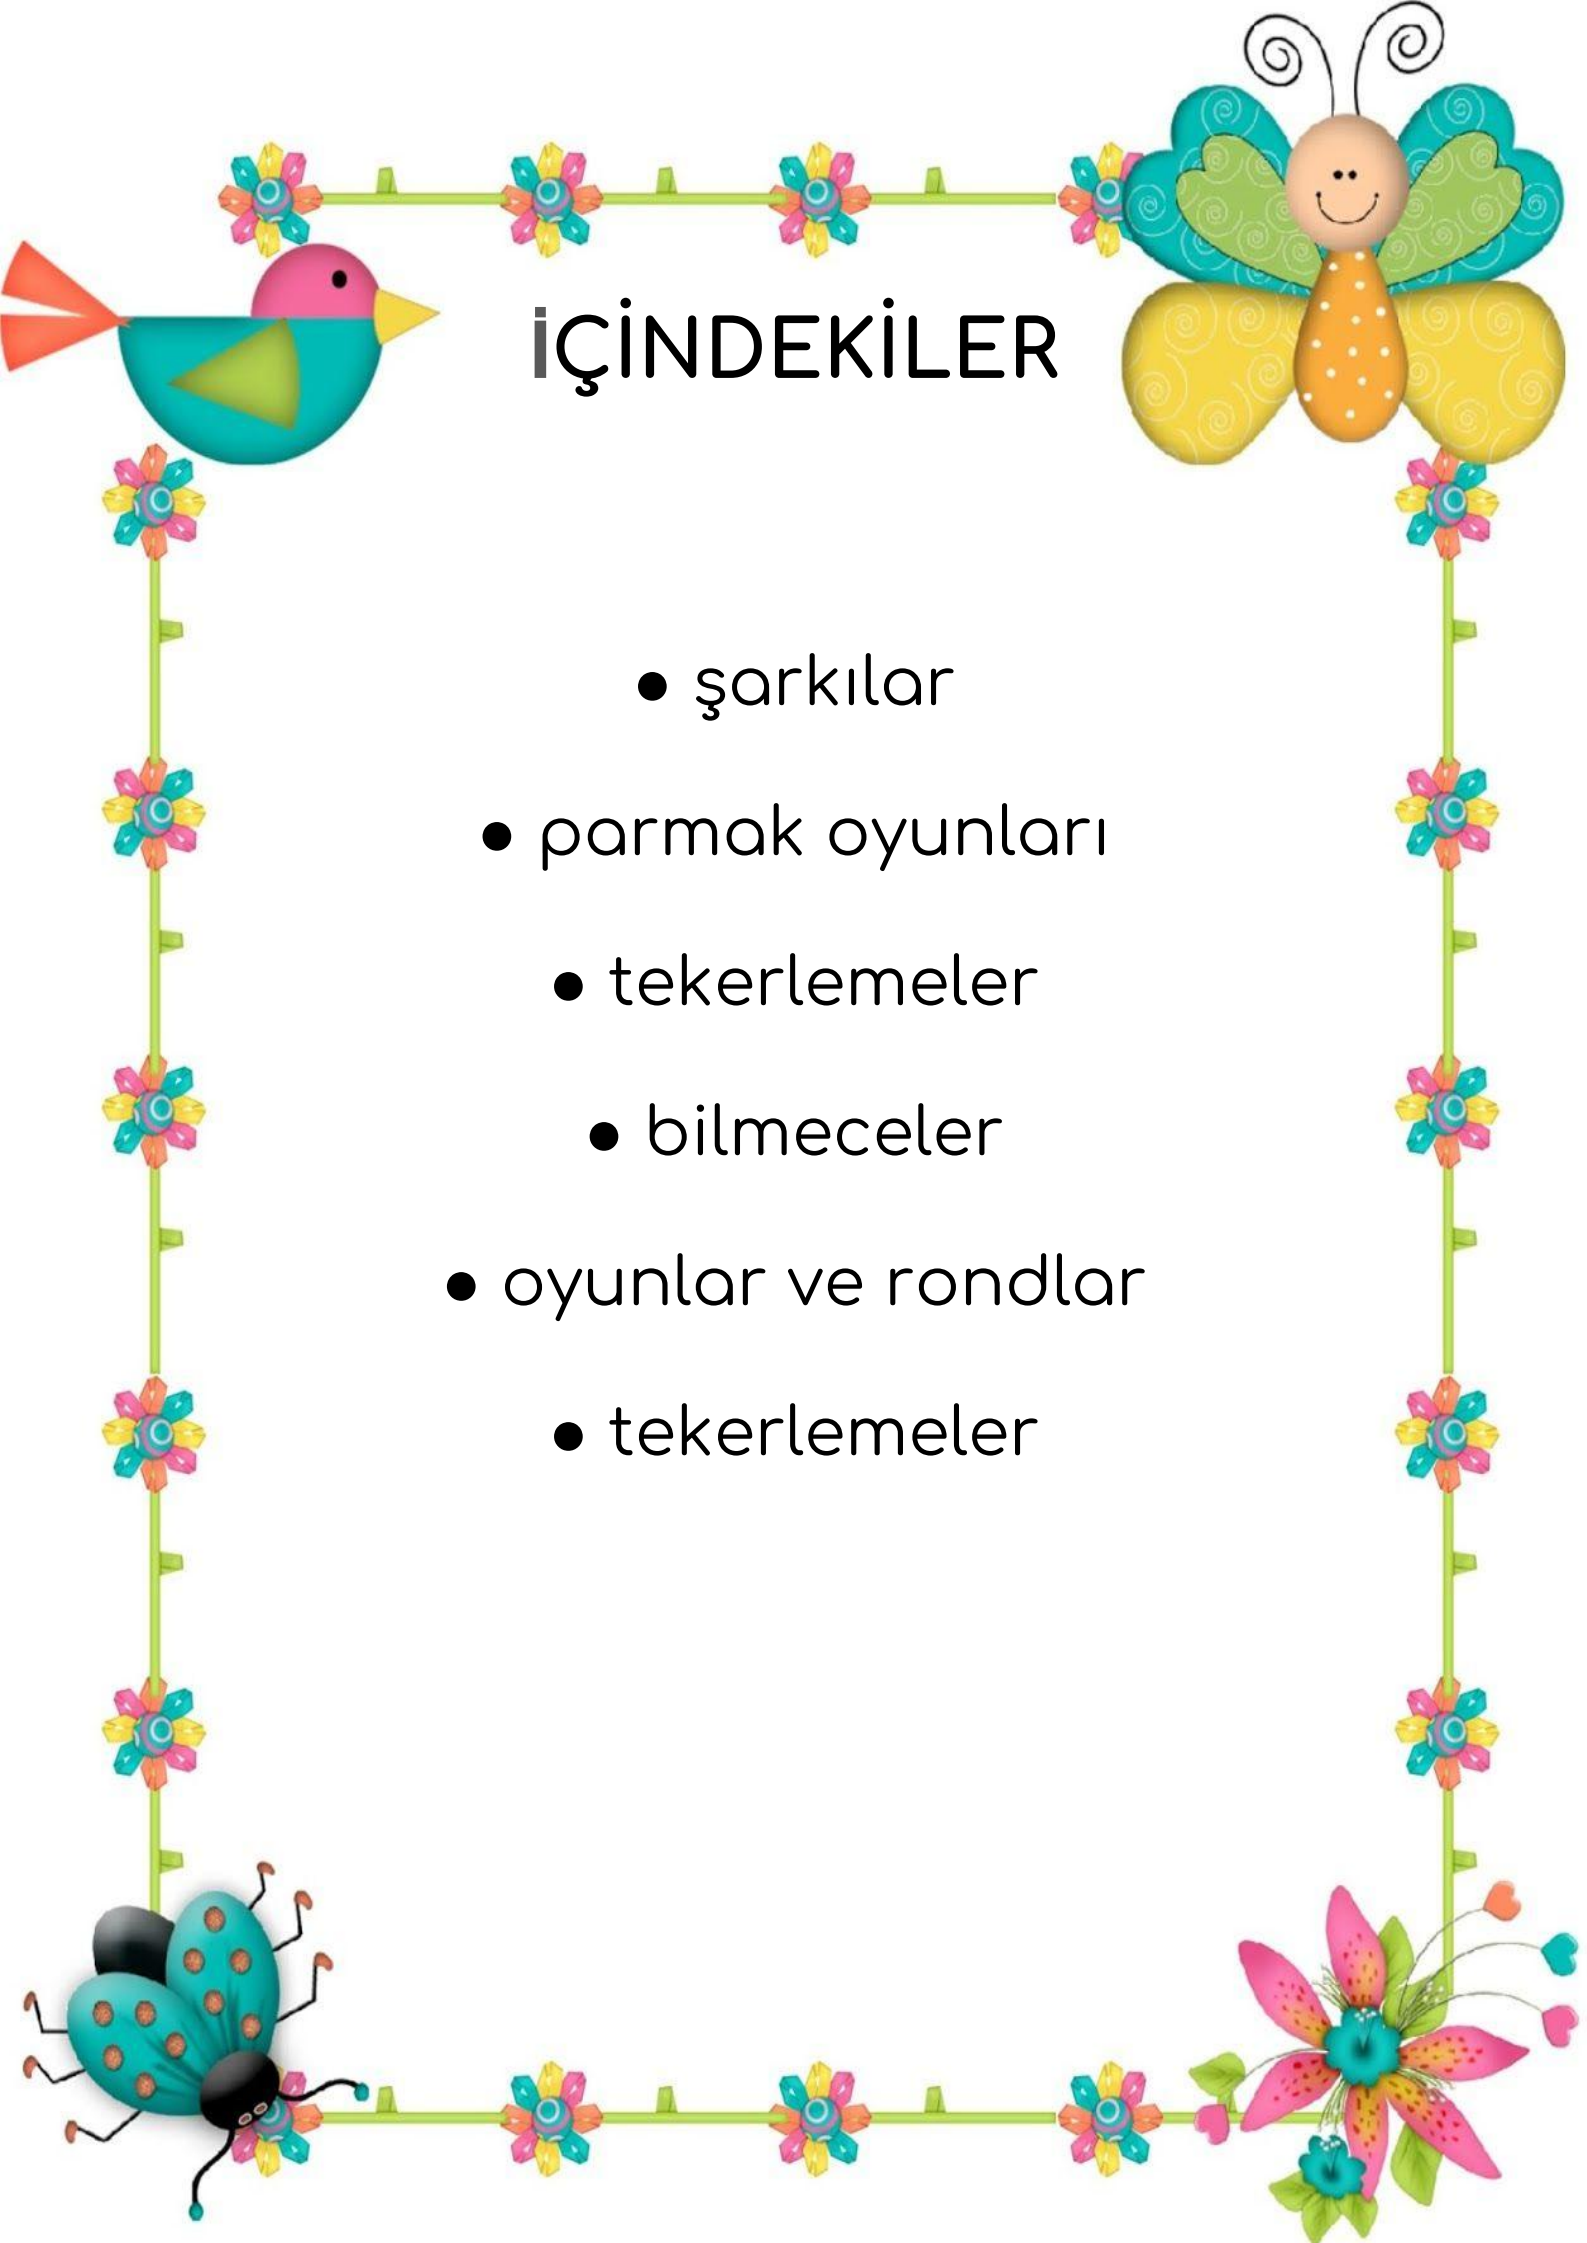 İÇİNDEKİLER
● şarkılar
● parmak oyunları
● tekerlemeler
● bilmeceler
● oyunlar ve rondlar
● tekerlemeler